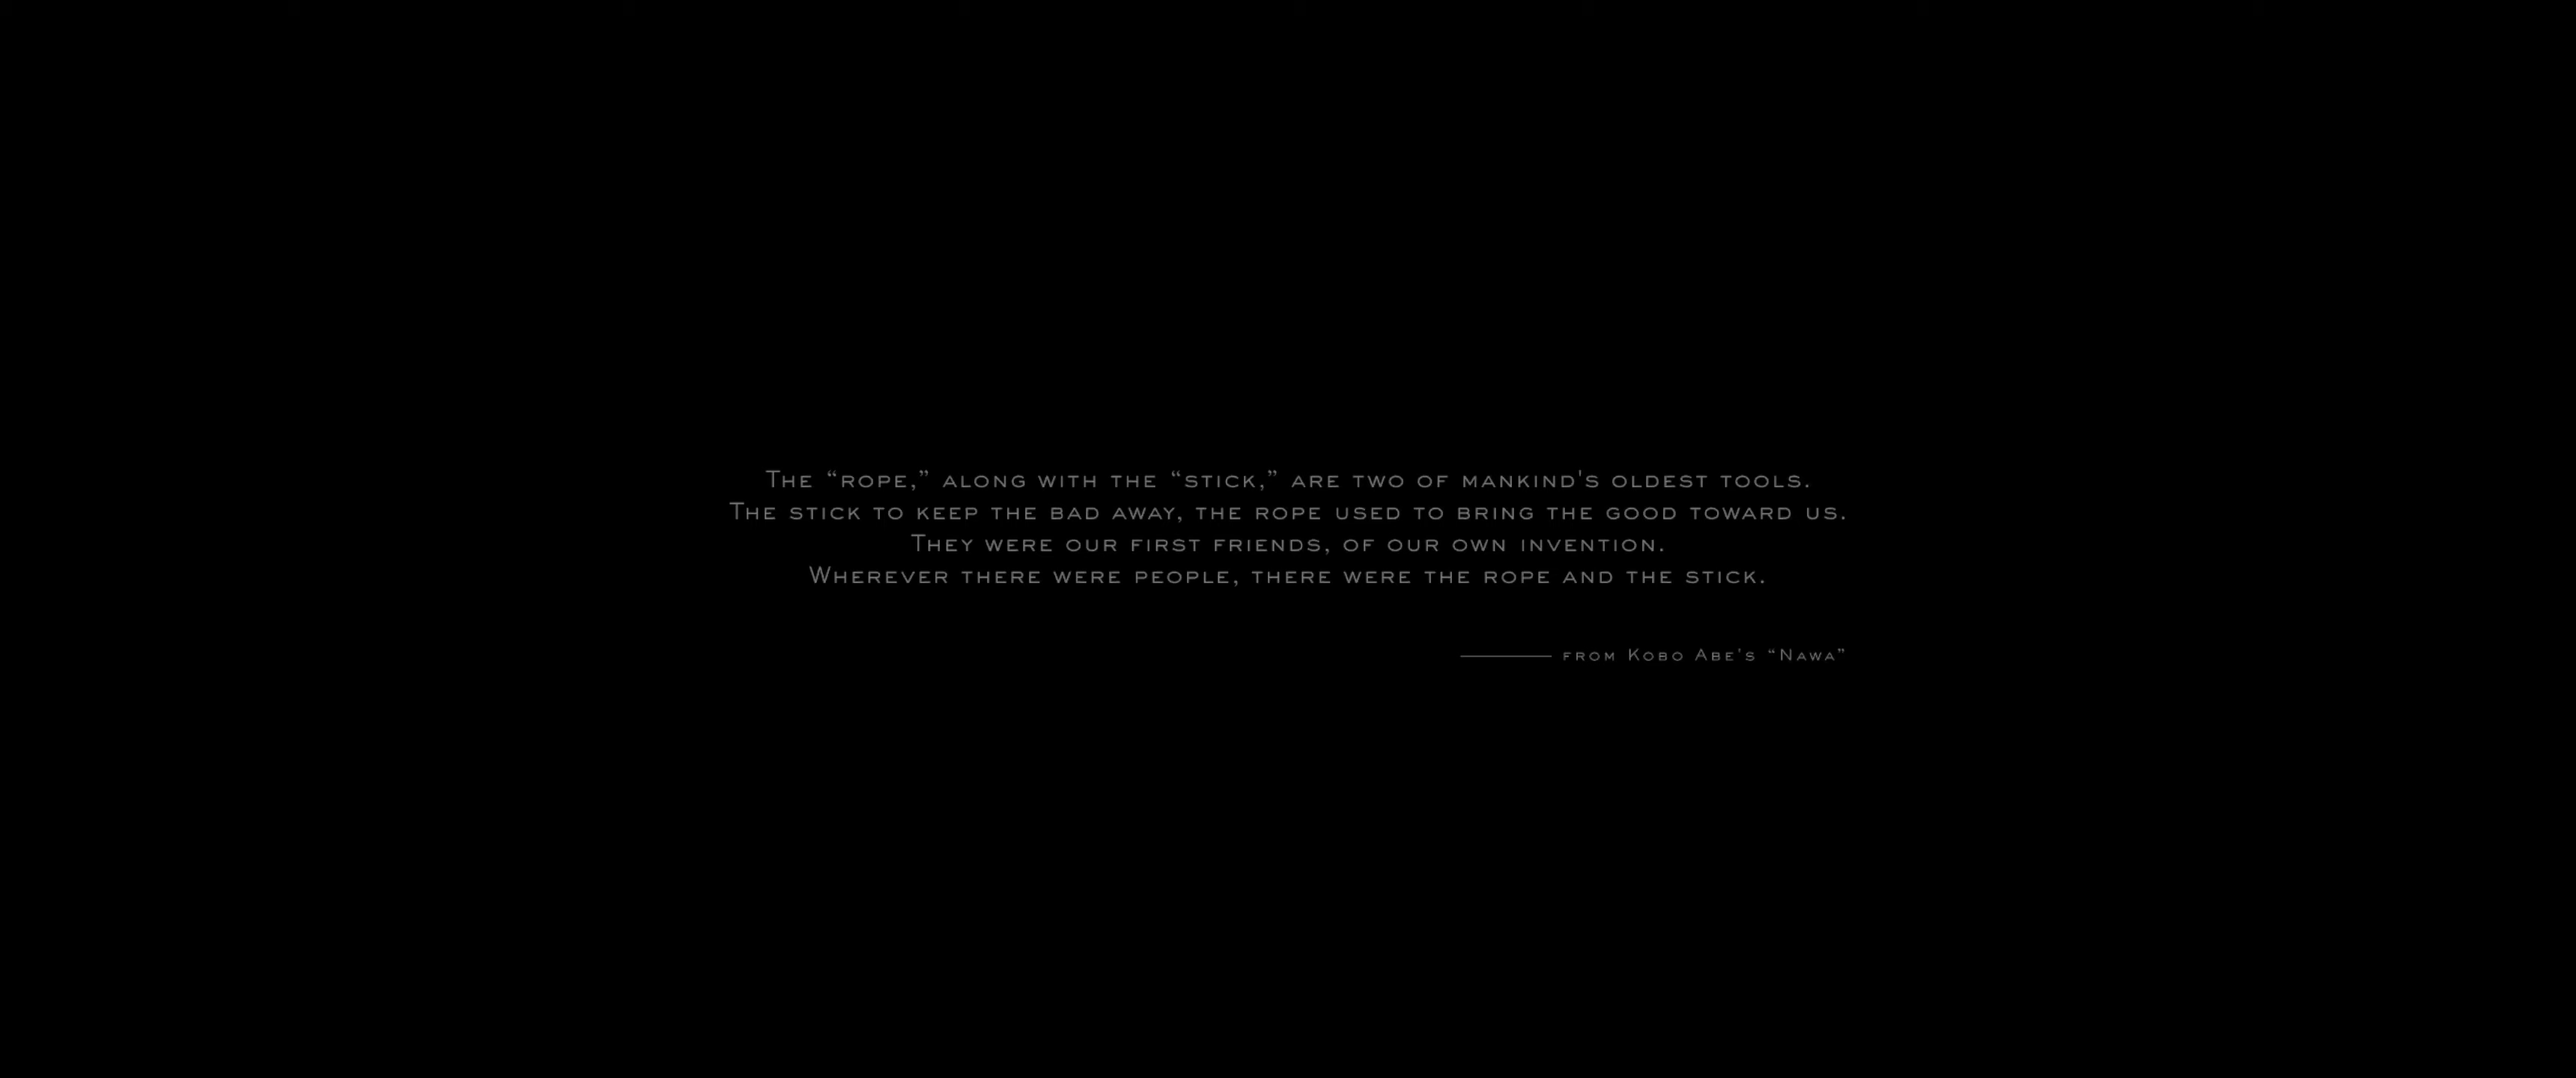 The “rope,” along with the “stick,” are two of mankind's oldest tools.
The stick to keep the bad away, the rope used to bring the good toward us.
They were our first friends, of our own invention.
Wherever there were people, there were the rope and the stick.
——— from Kobo Abe's “Nawa”